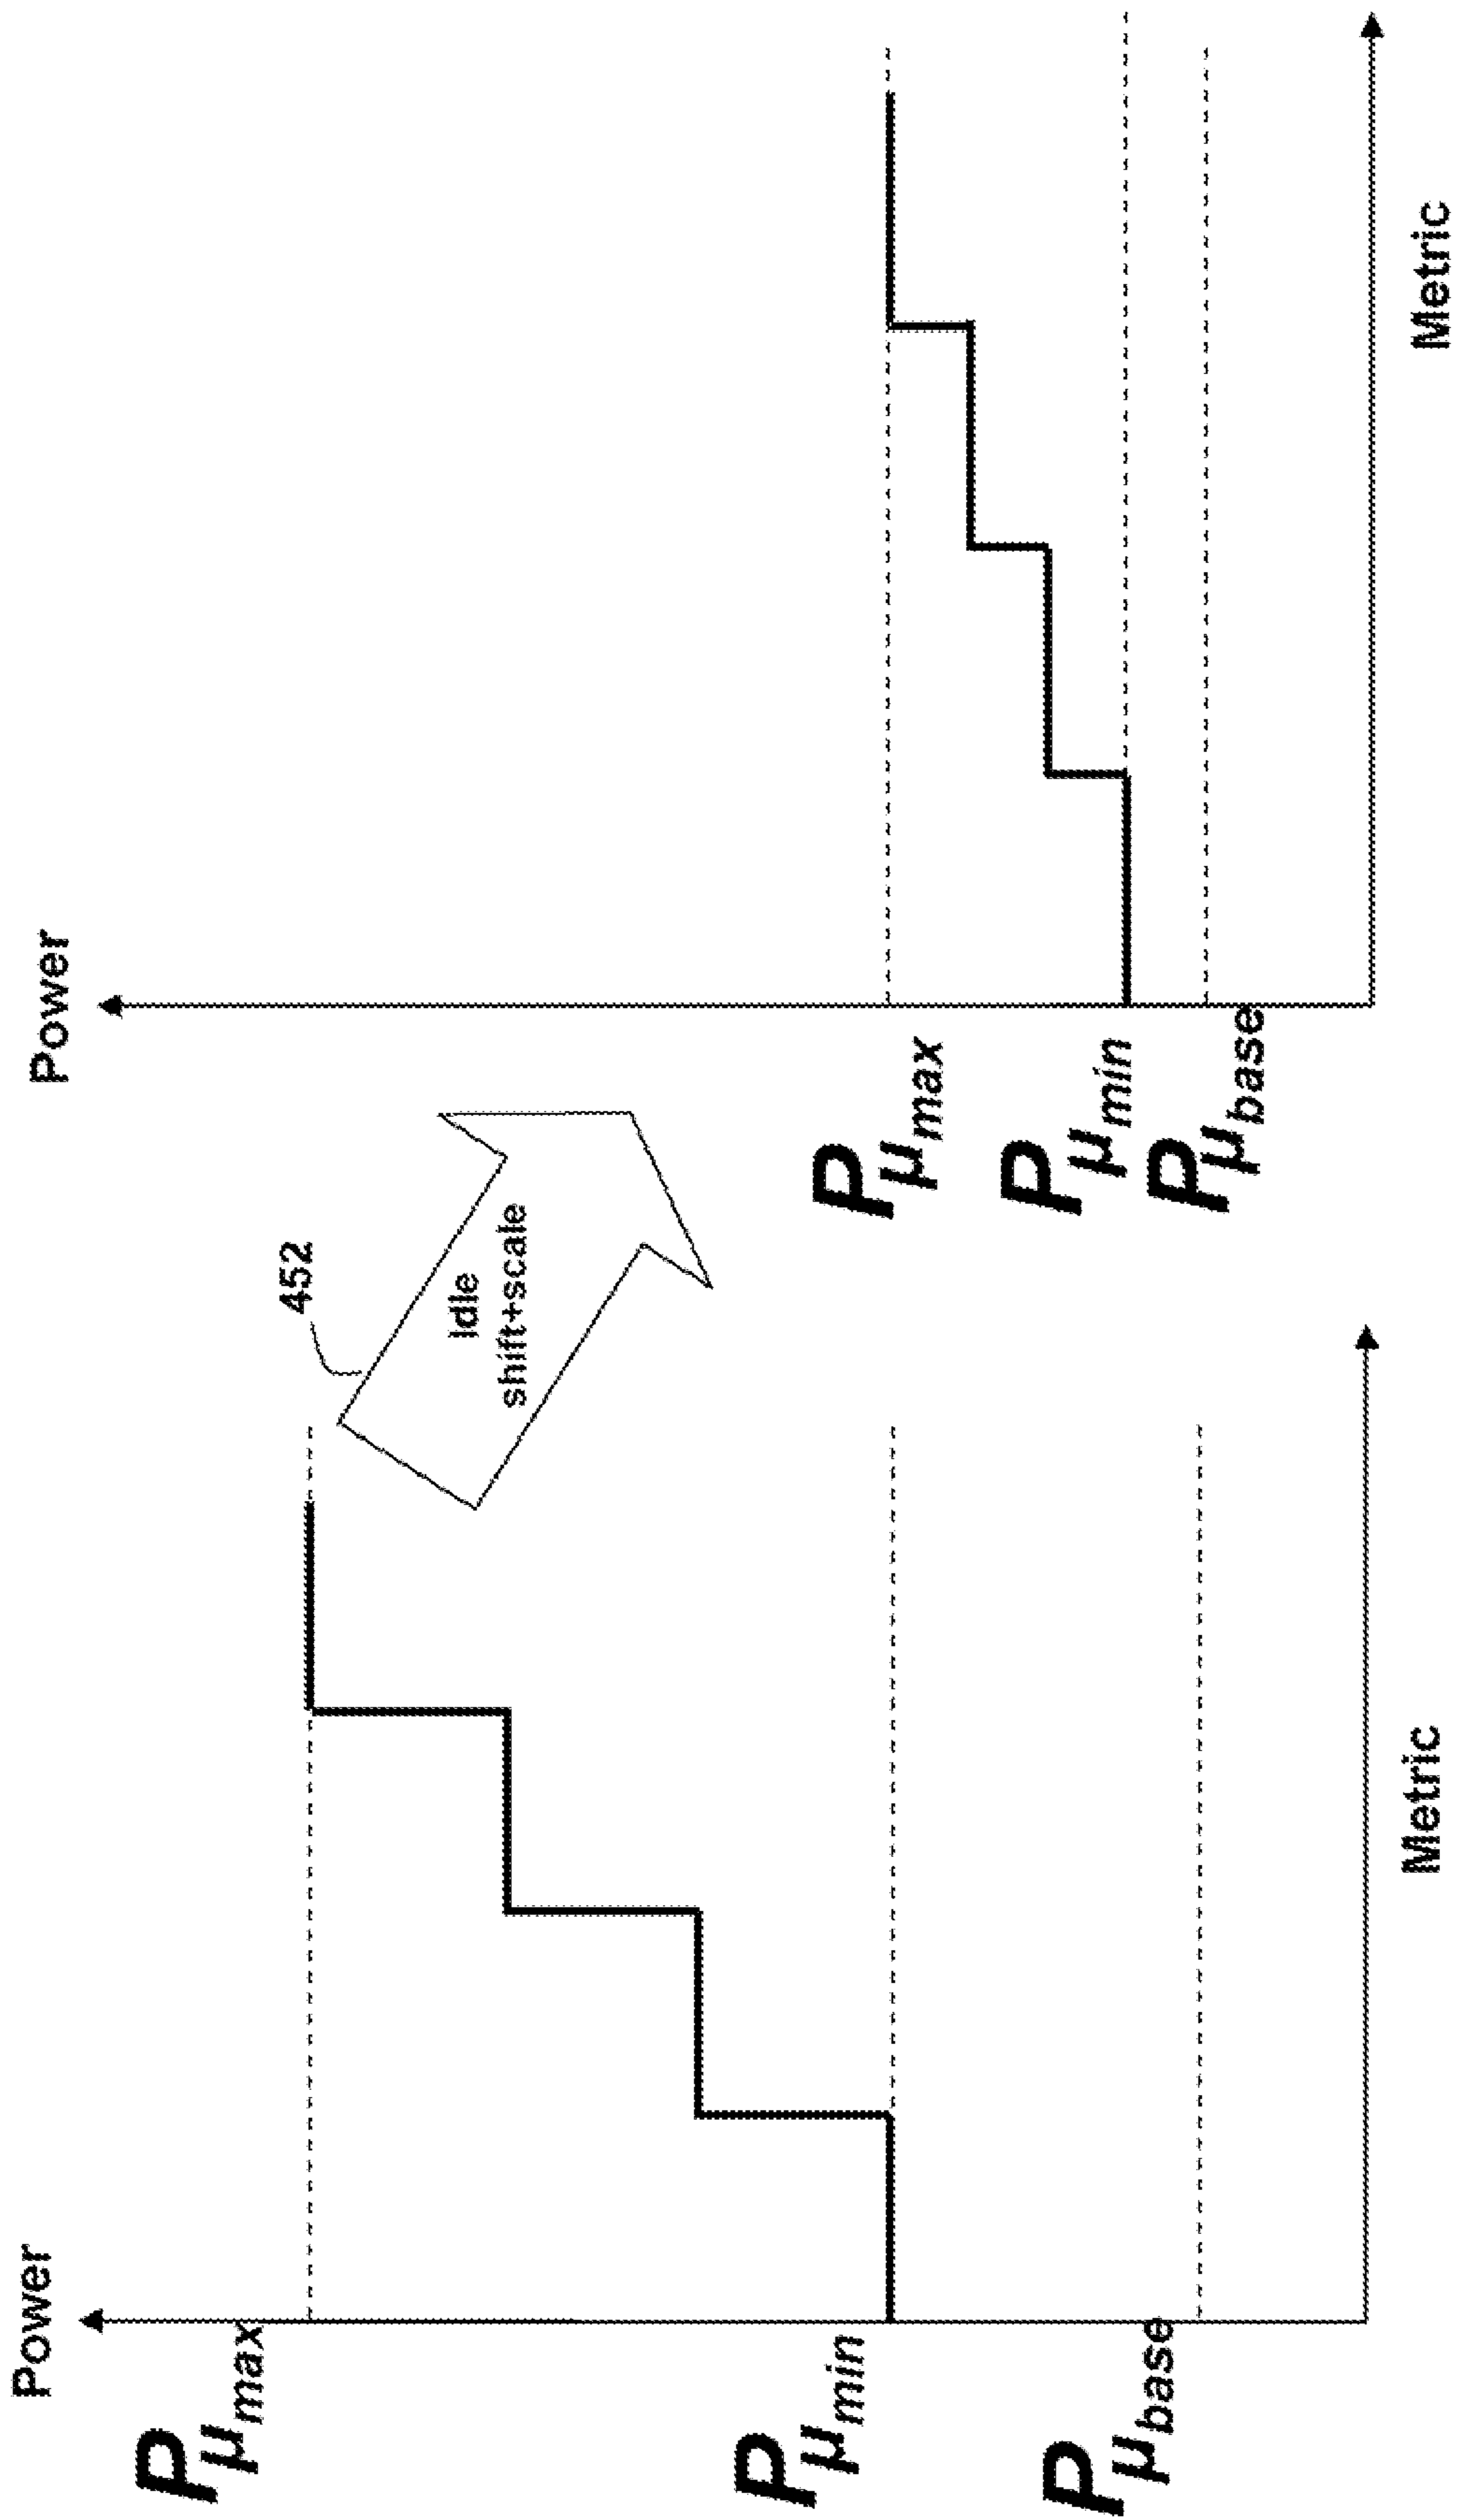 Power
Pμmax
Pμmin
Pμbase
Metric
452
Idle
shift+scale
Power
Pμmax
Pμmin
Pμbase
Metric